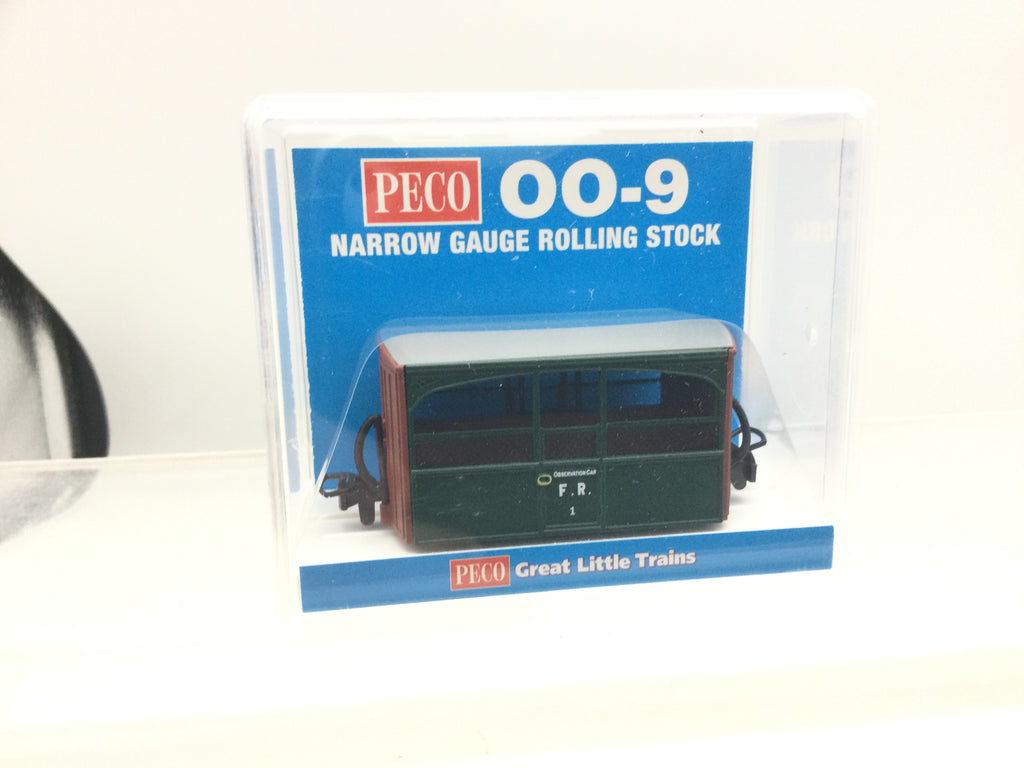 PECO OO-9
NARROW GAUGE ROLLING STOCK
OBSERVATION CAR
F.R.
1
PECO Great Little Trains